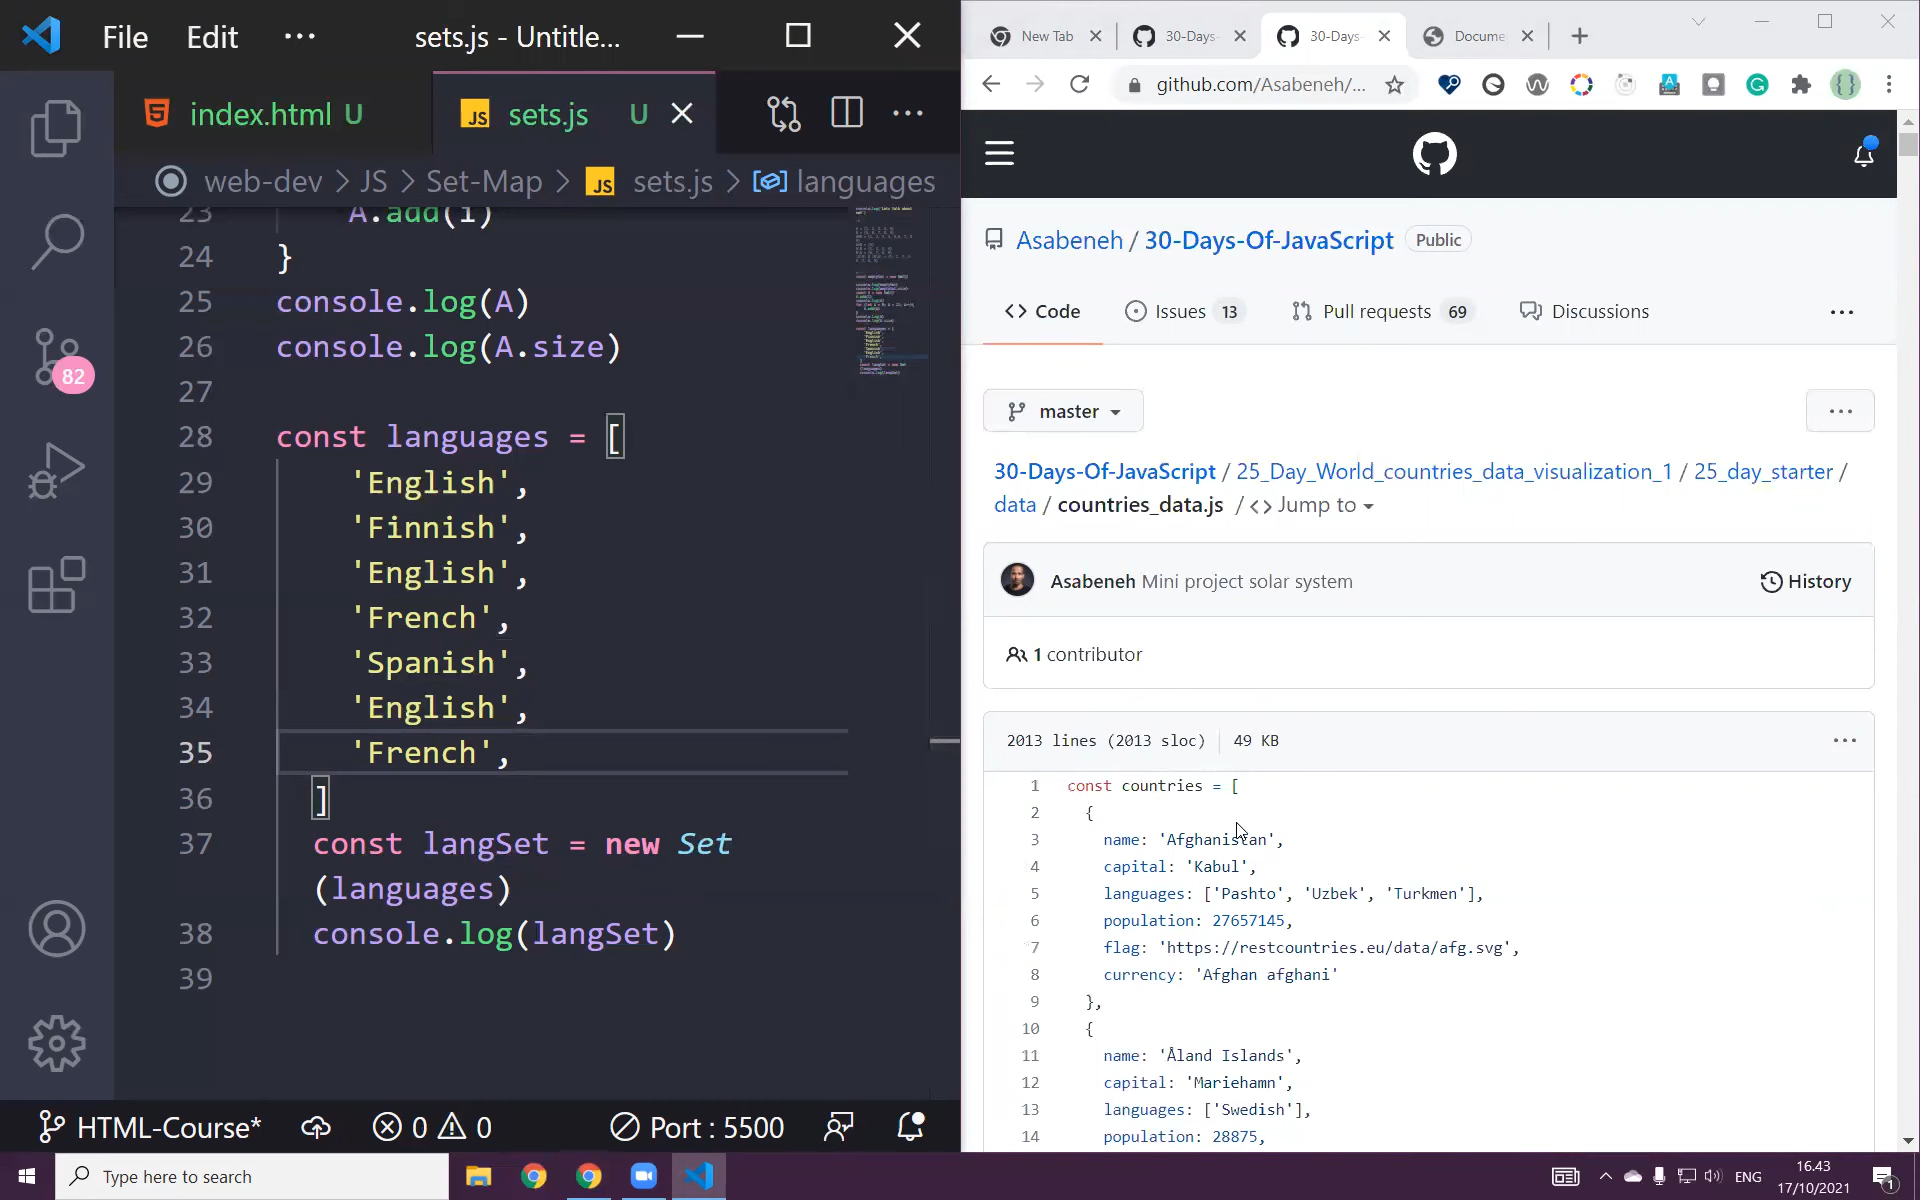 File Edit ··· sets.js - Untitle...
index.html U
sets.js U
web-dev > JS > Set-Map > JS sets.js > languages
23 A.add(i)
24 }
25 console.log(A)
26 console.log(A.size)
27
28 const languages = [
29 'English',
30 'Finnish',
31 'English',
32 'French',
33 'Spanish',
34 'English',
35 'French',
36 ]
37 const langSet = new Set
(languages)
38 console.log(langSet)
39
82
HTML-Course* 0 0 Port : 5500
New Tab
30-Days-
30-Days-
Docume
github.com/Asabeneh/...
Asabeneh / 30-Days-Of-JavaScript Public
Code Issues 13 Pull requests 69 Discussions ···
master ···
30-Days-Of-JavaScript / 25_Day_World_countries_data_visualization_1 / 25_day_starter /
data / countries_data.js / <> Jump to
Asabeneh Mini project solar system History
1 contributor
2013 lines (2013 sloc) 49 KB ···
1 const countries = [
2 {
3 name: 'Afghanistan',
4 capital: 'Kabul',
5 languages: ['Pashto', 'Uzbek', 'Turkmen'],
6 population: 27657145,
7 flag: 'https://restcountries.eu/data/afg.svg',
8 currency: 'Afghan afghani'
9 },
10 {
11 name: 'Åland Islands',
12 capital: 'Mariehamn',
13 languages: ['Swedish'],
14 population: 28875,
Type here to search
ENG
16.43
17/10/2021
1